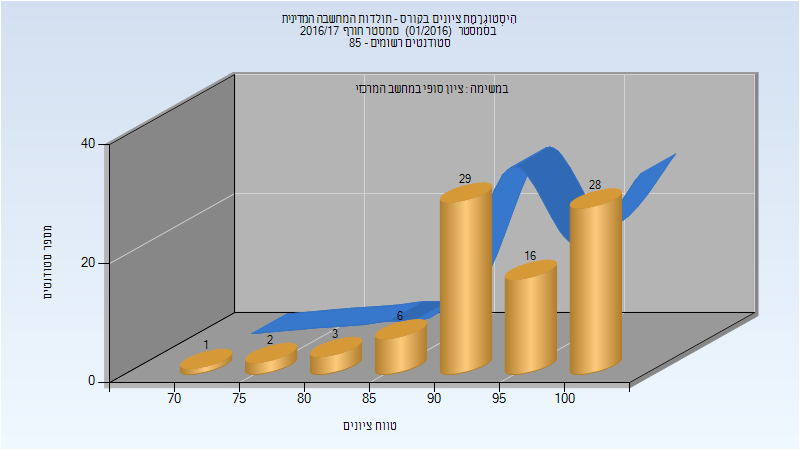 היסטוגרמת ציונים בקורס - תולדות המחשבה המדינית
בסמסטר (01/2016) סמסטר חורף 2016/17
סטודנטים רשומים - 85
במשימה : ציון סופי במחשב המרכזי
מספר סטודנטים
40
20
0
1
2
3
6
29
16
28
70
75
80
85
90
95
100
טווח ציונים